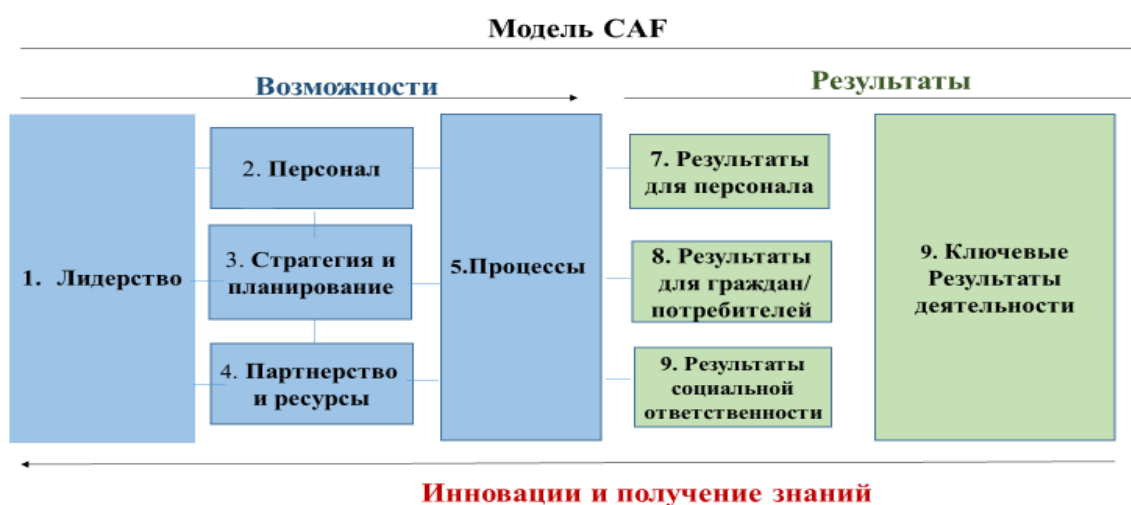 Модель CAF
Возможности
Результаты
1. Лидерство
2. Персонал
3. Стратегия и
планирование
4. Партнерство
и ресурсы
5.Процессы
7. Результаты
для персонала
8. Результаты
для граждан/
потребителей
9. Результаты
социальной
ответственности
9. Ключевые
Результаты
деятельности
Инновации и получение знаний